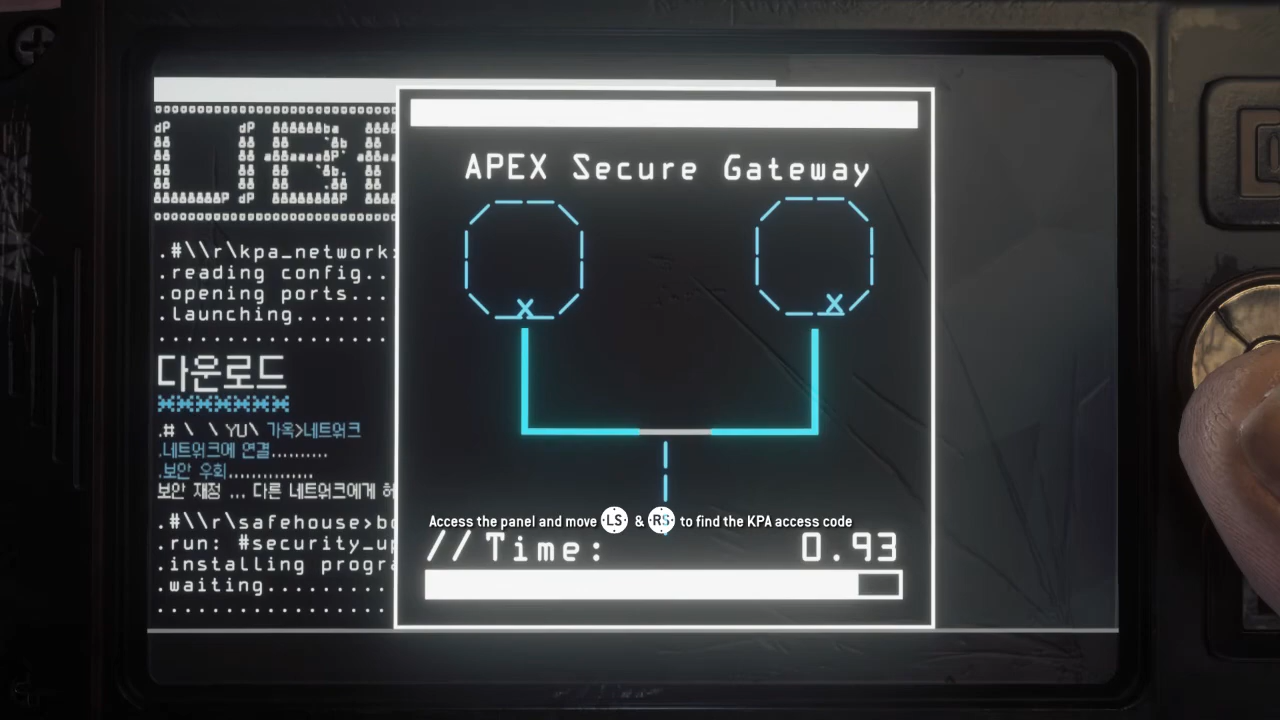 .#\\r\kpa_network:
.reading config..
.opening ports...
.launching.......
다운로드
.# \ \ YU\ 가옥>네트워크
.네트워크에 연결..........
.보안 우회...............
보안 재정 ... 다른 네트워크에게 허
.#\\r\safehouse>bo
.run: #security_up
.installing progra
.waiting.........
APEX Secure Gateway
X X
Access the panel and move LS & RS to find the KPA access code
//Time: 0.93